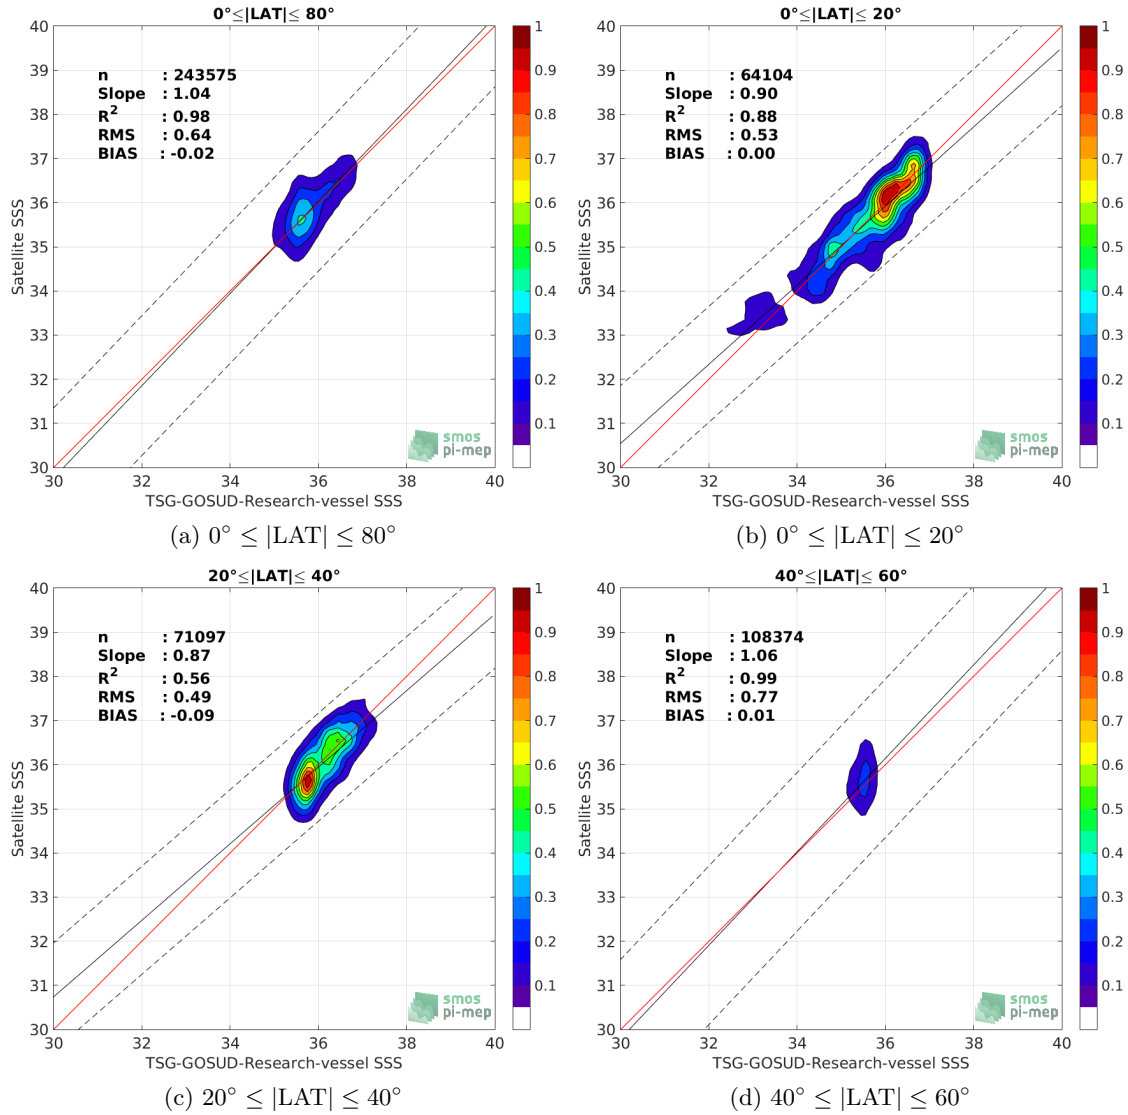 0°≤|LAT|≤ 80°
40
39
38
37
36
35
34
33
32
31
30
Satellite SSS
n : 243575
Slope : 1.04
R² : 0.98
RMS : 0.64
BIAS : -0.02
smos
pi-mep
30 32 34 36 38 40
TSG-GOSUD-Research-vessel SSS
1
0.9
0.8
0.7
0.6
0.5
0.4
0.3
0.2
0.1
(a) 0° ≤ |LAT| ≤ 80°
0°≤|LAT|≤ 20°
40
39
38
37
36
35
34
33
32
31
30
Satellite SSS
n : 64104
Slope : 0.90
R² : 0.88
RMS : 0.53
BIAS : 0.00
smos
pi-mep
30 32 34 36 38 40
TSG-GOSUD-Research-vessel SSS
1
0.9
0.8
0.7
0.6
0.5
0.4
0.3
0.2
0.1
(b) 0° ≤ |LAT| ≤ 20°
20°≤|LAT|≤ 40°
40
39
38
37
36
35
34
33
32
31
30
Satellite SSS
n : 71097
Slope : 0.87
R² : 0.56
RMS : 0.49
BIAS : -0.09
smos
pi-mep
30 32 34 36 38 40
TSG-GOSUD-Research-vessel SSS
1
0.9
0.8
0.7
0.6
0.5
0.4
0.3
0.2
0.1
(c) 20° ≤ |LAT| ≤ 40°
40°≤|LAT|≤ 60°
40
39
38
37
36
35
34
33
32
31
30
Satellite SSS
n : 108374
Slope : 1.06
R² : 0.99
RMS : 0.77
BIAS : 0.01
smos
pi-mep
30 32 34 36 38 40
TSG-GOSUD-Research-vessel SSS
1
0.9
0.8
0.7
0.6
0.5
0.4
0.3
0.2
0.1
(d) 40° ≤ |LAT| ≤ 60°